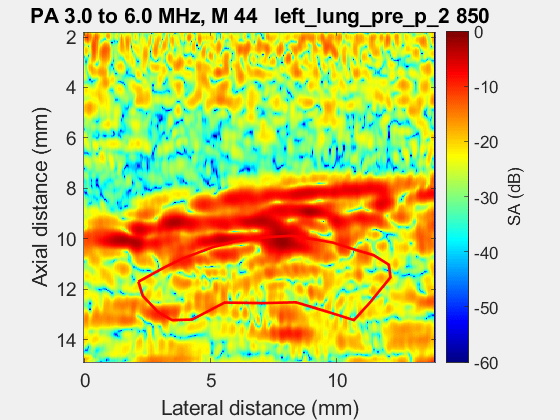 PA 3.0 to 6.0 MHz, M 44   left_lung_pre_p_2 850
2
4
6
8
10
12
14
Axial distance (mm)
0 5 10
Lateral distance (mm)
0
-10
-20
-30
-40
-50
-60
SA (dB)